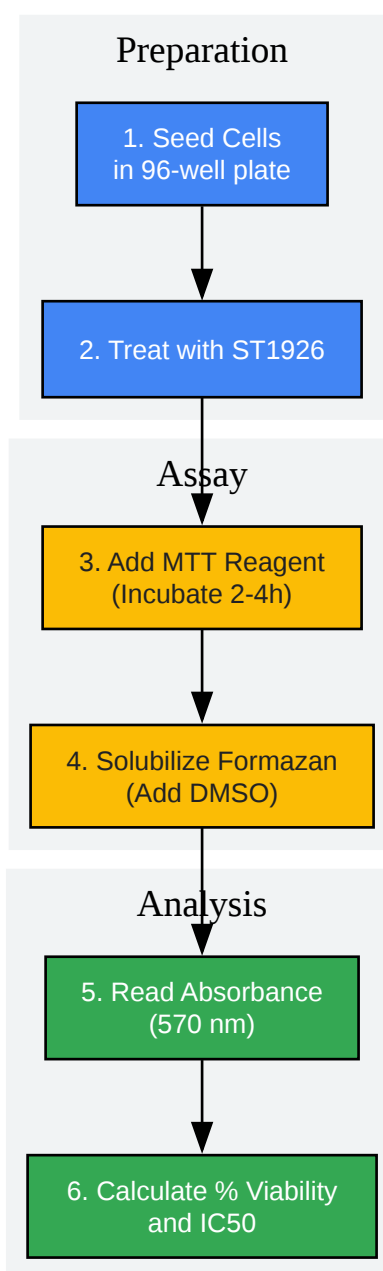 Preparation
1. Seed Cells
in 96-well plate
2. Treat with ST1926
Assay
3. Add MTT Reagent
(Incubate 2-4h)
4. Solubilize Formazan
(Add DMSO)
Analysis
5. Read Absorbance
(570 nm)
6. Calculate % Viability
and IC50